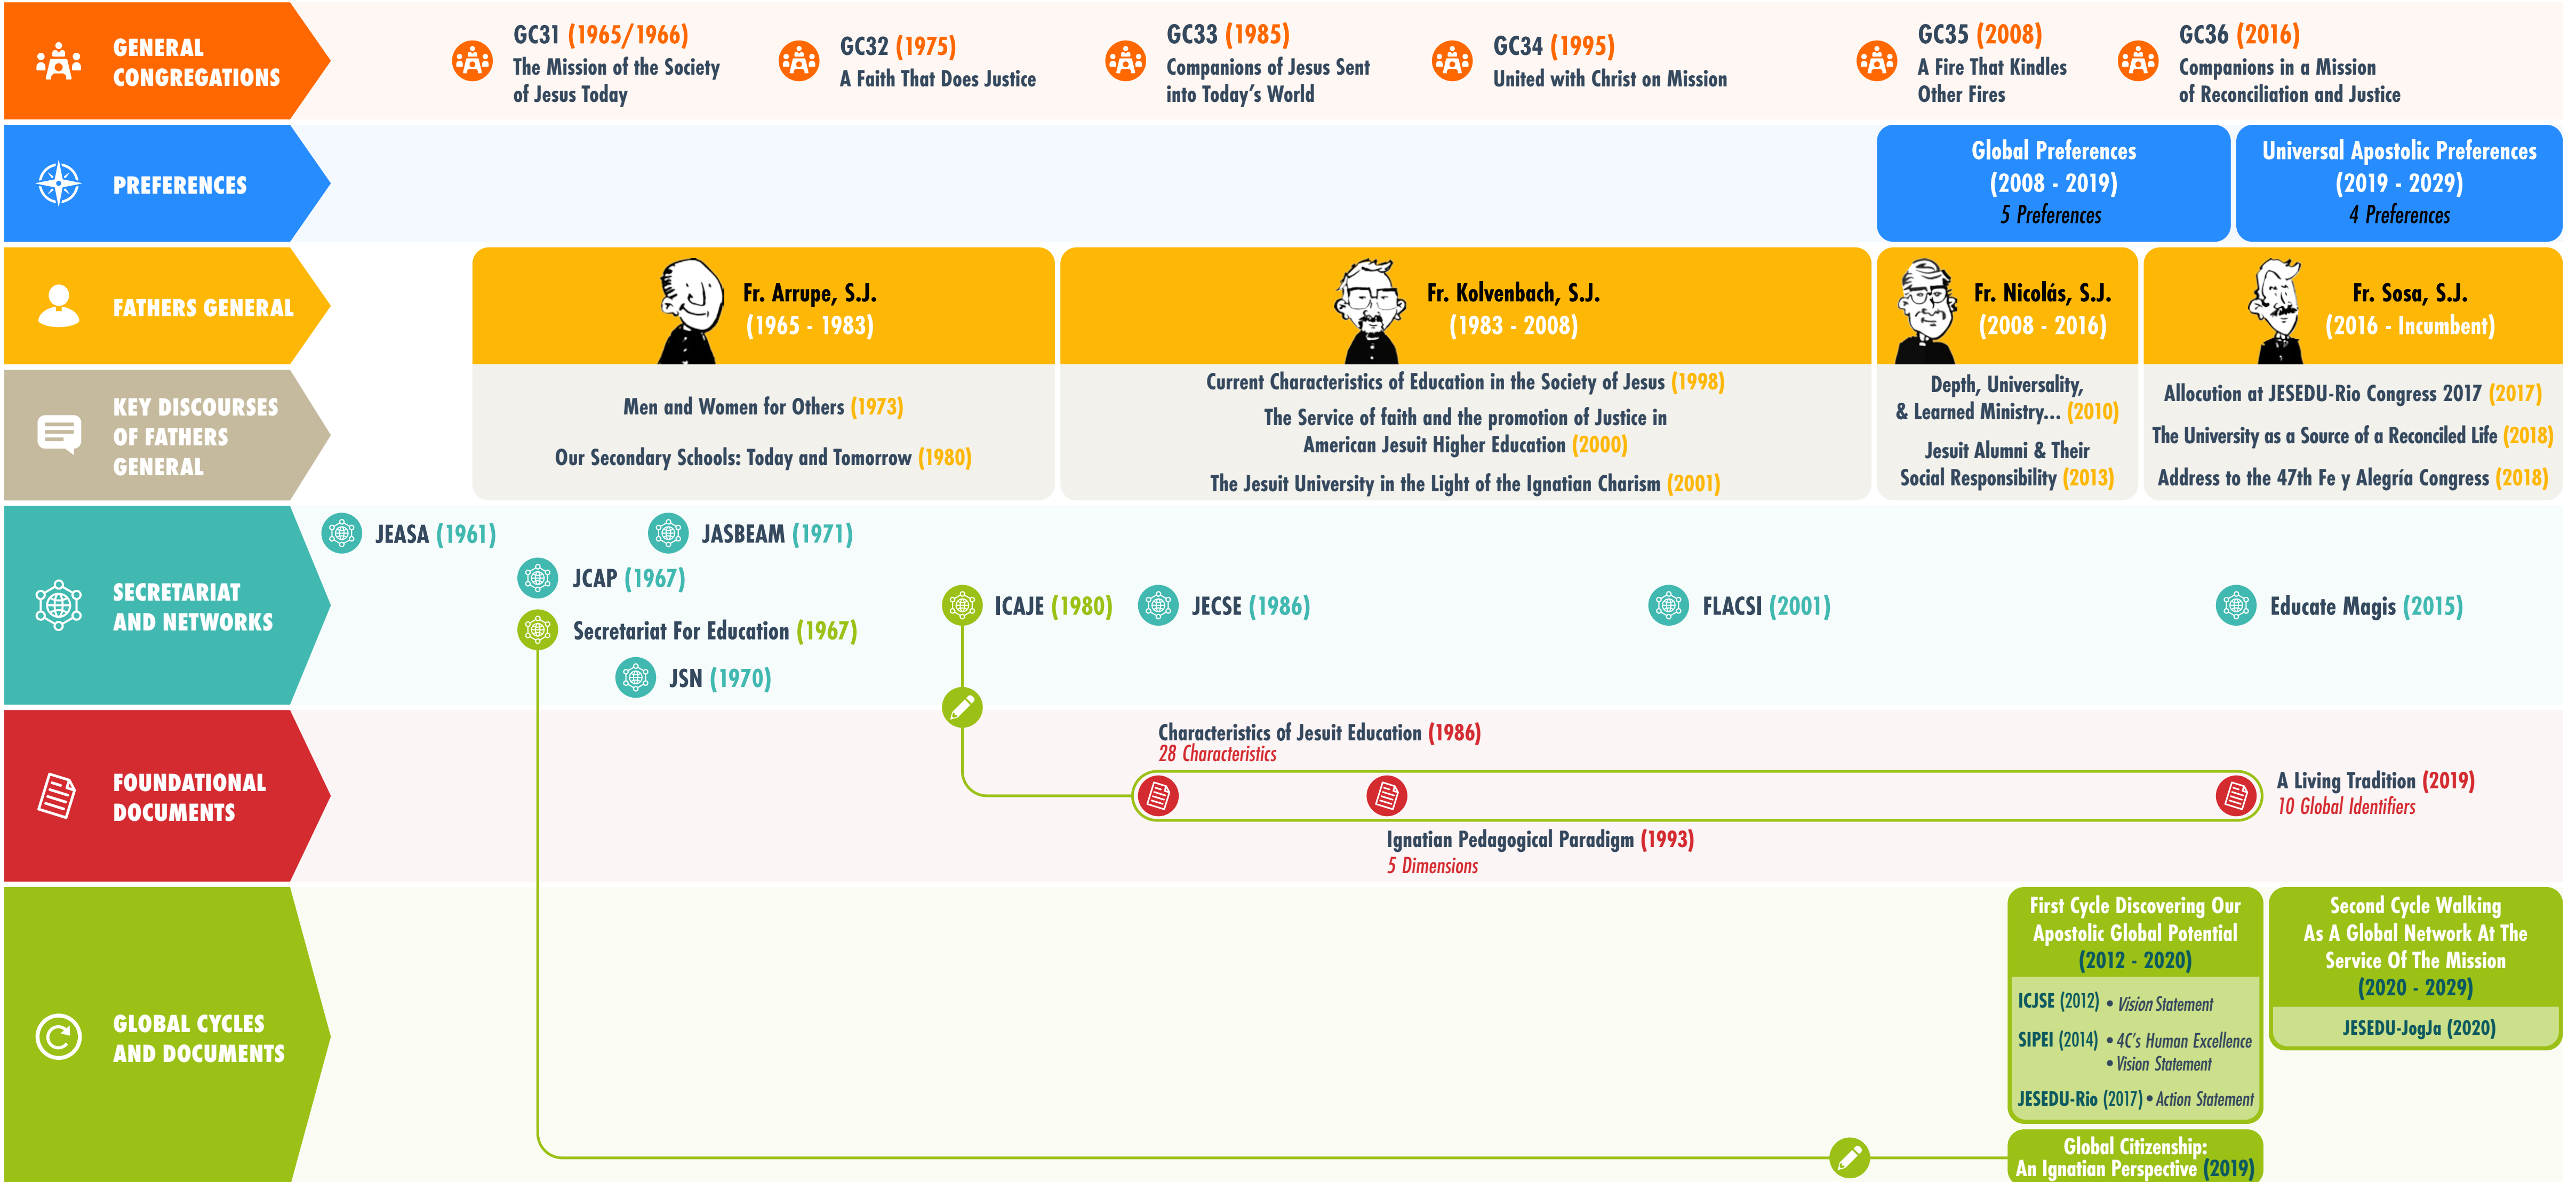 GENERAL
CONGREGATIONS
GC31 (1965/1966)
The Mission of the Society
of Jesus Today
GC32 (1975)
A Faith That Does Justice
GC33 (1985)
Companions of Jesus Sent
into Today's World
GC34 (1995)
United with Christ on Mission
GC35 (2008)
A Fire That Kindles
Other Fires
GC36 (2016)
Companions in a Mission
of Reconciliation and Justice
PREFERENCES
Global Preferences
(2008 - 2019)
5 Preferences
Universal Apostolic Preferences
(2019 - 2029)
4 Preferences
FATHERS GENERAL
Fr. Arrupe, S.J.
(1965 - 1983)
Fr. Kolvenbach, S.J.
(1983 - 2008)
Fr. Nicolás, S.J.
(2008 - 2016)
Fr. Sosa, S.J.
(2016 - Incumbent)
KEY DISCOURSES
OF FATHERS
GENERAL
Men and Women for Others (1973)
Our Secondary Schools: Today and Tomorrow (1980)
Current Characteristics of Education in the Society of Jesus (1998)
The Service of faith and the promotion of Justice in
American Jesuit Higher Education (2000)
The Jesuit University in the Light of the Ignatian Charism (2001)
Depth, Universality,
& Learned Ministry... (2010)
Jesuit Alumni & Their
Social Responsibility (2013)
Allocution at JESEDU-Rio Congress 2017 (2017)
The University as a Source of a Reconciled Life (2018)
Address to the 47th Fe y Alegría Congress (2018)
SECRETARIAT
AND NETWORKS
JEASA (1961)
JASBEAM (1971)
JCAP (1967)
Secretariat For Education (1967)
JSN (1970)
ICAJE (1980)
JECSE (1986)
FLACSI (2001)
Educate Magis (2015)
FOUNDATIONAL
DOCUMENTS
Characteristics of Jesuit Education (1986)
28 Characteristics
Ignatian Pedagogical Paradigm (1993)
5 Dimensions
A Living Tradition (2019)
10 Global Identifiers
GLOBAL CYCLES
AND DOCUMENTS
First Cycle Discovering Our
Apostolic Global Potential
(2012 - 2020)
ICJSE (2012) • Vision Statement
SIPEI (2014) • 4C's Human Excellence
• Vision Statement
JESEDU-Rio (2017) • Action Statement
Second Cycle Walking
As A Global Network At The
Service Of The Mission
(2020 - 2029)
JESEDU-JogJa (2020)
Global Citizenship:
An Ignatian Perspective (2019)